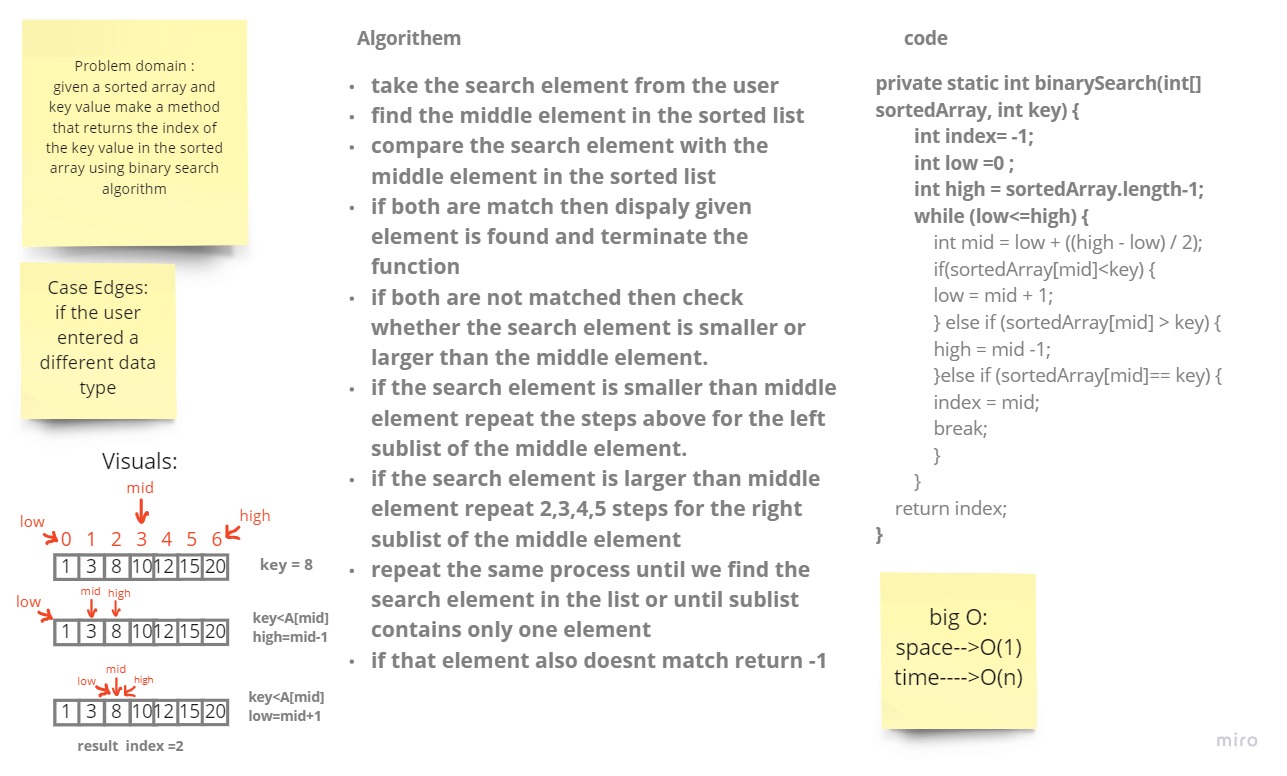 Problem domain :
given a sorted array and
key value make a method
that returns the index of
the key value in the sorted
array using binary search
algorithm
Case Edges:
if the user
entered a
different data
type
Visuals:
mid
low
high
0 1 2 3 4 5 6
1 3 8 10 12 15 20
key = 8
low
mid high
1 3 8 10 12 15 20
key<A[mid]
high=mid-1
mid
low high
1 3 8 10 12 15 20
key<A[mid]
low=mid+1
result index =2
Algorithem
• take the search element from the user
• find the middle element in the sorted list
• compare the search element with the
middle element in the sorted list
• if both are match then dispaly given
element is found and terminate the
function
• if both are not matched then check
whether the search element is smaller or
larger than the middle element.
• if the search element is smaller than middle
element repeat the steps above for the left
sublist of the middle element.
• if the search element is larger than middle
element repeat 2,3,4,5 steps for the right
sublist of the middle element
• repeat the same process until we find the
search element in the list or until sublist
contains only one element
• if that element also doesnt match return -1
code
private static int binarySearch(int[]
sortedArray, int key) {
int index= -1;
int low =0 ;
int high = sortedArray.length-1;
while (low<=high) {
int mid = low + ((high - low) / 2);
if(sortedArray[mid]<key) {
low = mid + 1;
} else if (sortedArray[mid] > key) {
high = mid -1;
}else if (sortedArray[mid]== key) {
index = mid;
break;
}
}
return index;
}
big O:
space-->O(1)
time---->O(n)
miro